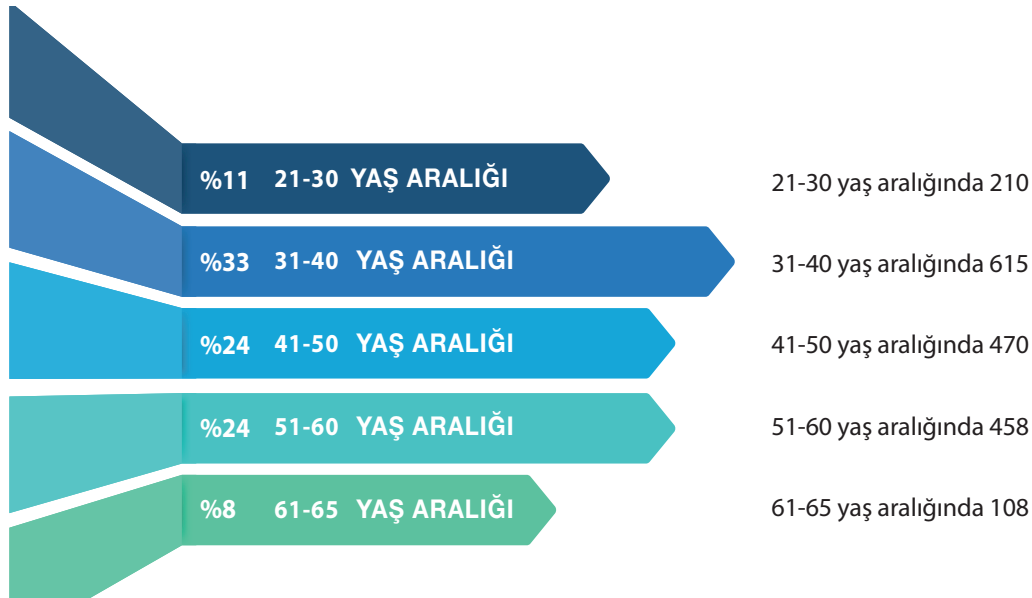 %11 21-30 YAŞ ARALIĞI 21-30 yaş aralığında 210
%33 31-40 YAŞ ARALIĞI 31-40 yaş aralığında 615
%24 41-50 YAŞ ARALIĞI 41-50 yaş aralığında 470
%24 51-60 YAŞ ARALIĞI 51-60 yaş aralığında 458
%8 61-65 YAŞ ARALIĞI 61-65 yaş aralığında 108